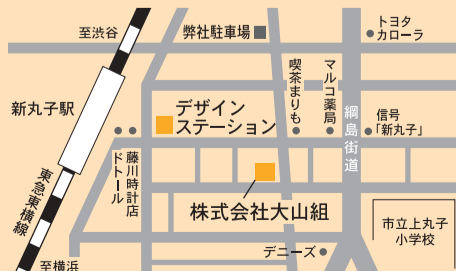 至渋谷
弊社駐車場
トヨタ
カローラ
喫茶まりも
マルコ薬局
新丸子駅
デザイン
ステーション
綱島街道
信号
「新丸子」
藤川時計店
ドトール
東急東横線
株式会社大山組
市立上丸子
小学校
デニーズ
至横浜